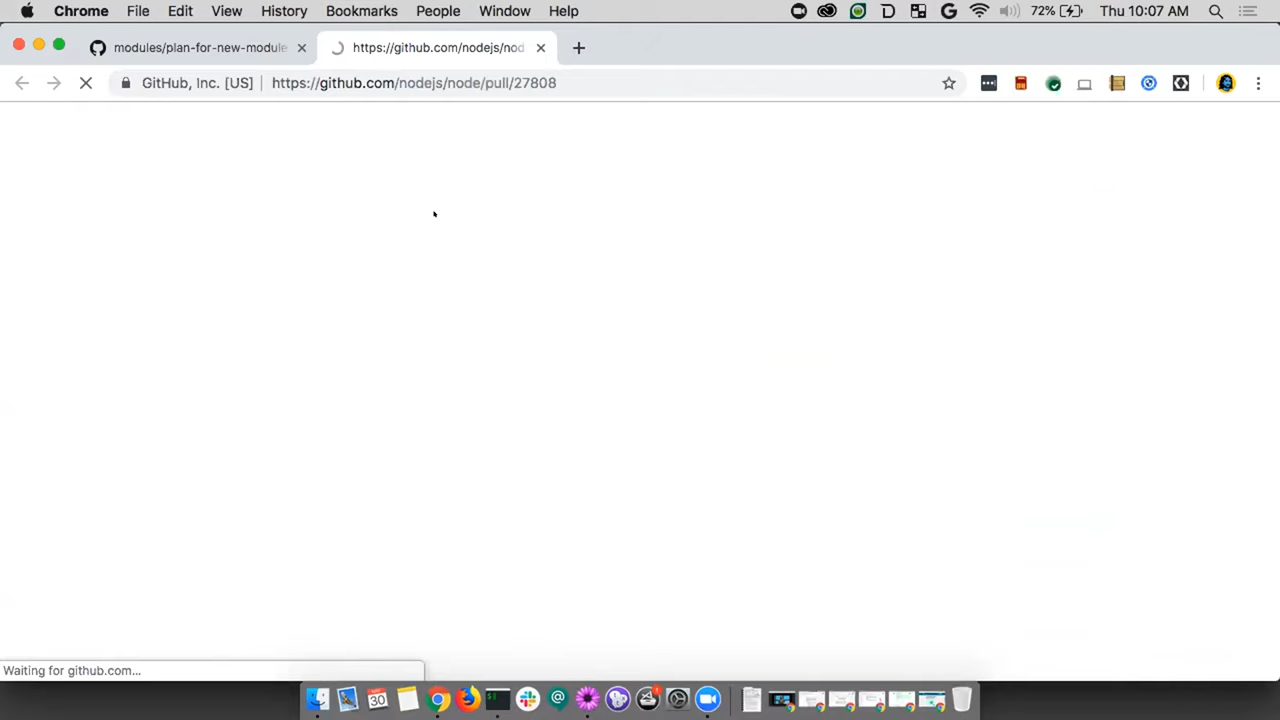 Chrome File Edit View History Bookmarks People Window Help 72% Thu 10:07 AM
modules/plan-for-new-module https://github.com/nodejs/nod
GitHub, Inc. [US] https://github.com/nodejs/node/pull/27808
Waiting for github.com...
30